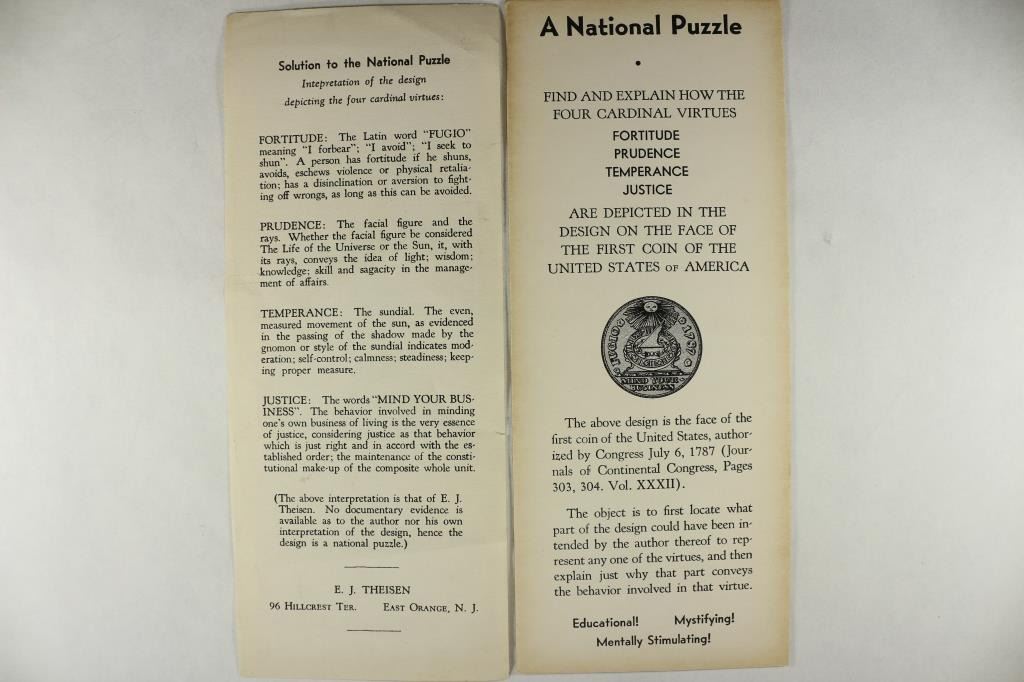 Solution to the National Puzzle
Intepretation of the design
depicting the four cardinal virtues:
FORTITUDE: The Latin word "FUGIO"
meaning "I forbear"; "I avoid"; "I seek to
shun". A person has fortitude if he shuns,
avoids, eschews violence or physical retalia-
tion; has a disinclination or aversion to fight-
ing off wrongs, as long as this can be avoided.
PRUDENCE: The facial figure and the
rays. Whether the facial figure be considered
The Life of the Universe or the Sun, it, with
its rays, conveys the idea of light; wisdom;
knowledge; skill and sagacity in the manage-
ment of affairs.
TEMPERANCE: The sundial. The even,
measured movement of the sun, as evidenced
in the passing of the shadow made by the
gnomon or style of the sundial indicates mod-
eration; self-control; calmness; steadiness; keep-
ing proper measure.
JUSTICE: The words "MIND YOUR BUS-
INESS". The behavior involved in minding
one's own business of living is the very essence
of justice, considering justice as that behavior
which is just right and in accord with the es-
tablished order; the maintenance of the consti-
tutional make-up of the composite whole unit.
(The above interpretation is that of E. J.
Theisen. No documentary evidence is
available as to the author nor his own
interpretation of the design, hence the
design is a national puzzle.)
E. J. THEISEN
96 HILLCREST TER. EAST ORANGE, N. J.
A National Puzzle
•
FIND AND EXPLAIN HOW THE
FOUR CARDINAL VIRTUES
FORTITUDE
PRUDENCE
TEMPERANCE
JUSTICE
ARE DEPICTED IN THE
DESIGN ON THE FACE OF
THE FIRST COIN OF THE
UNITED STATES OF AMERICA
FUGIO 1787
MIND YOUR
BUSINESS
The above design is the face of the
first coin of the United States, author-
ized by Congress July 6, 1787 (Jour-
nals of Continental Congress, Pages
303, 304. Vol. XXXII).
The object is to first locate what
part of the design could have been in-
tended by the author thereof to rep-
resent any one of the virtues, and then
explain just why that part conveys
the behavior involved in that virtue.
Educational! Mystifying!
Mentally Stimulating!